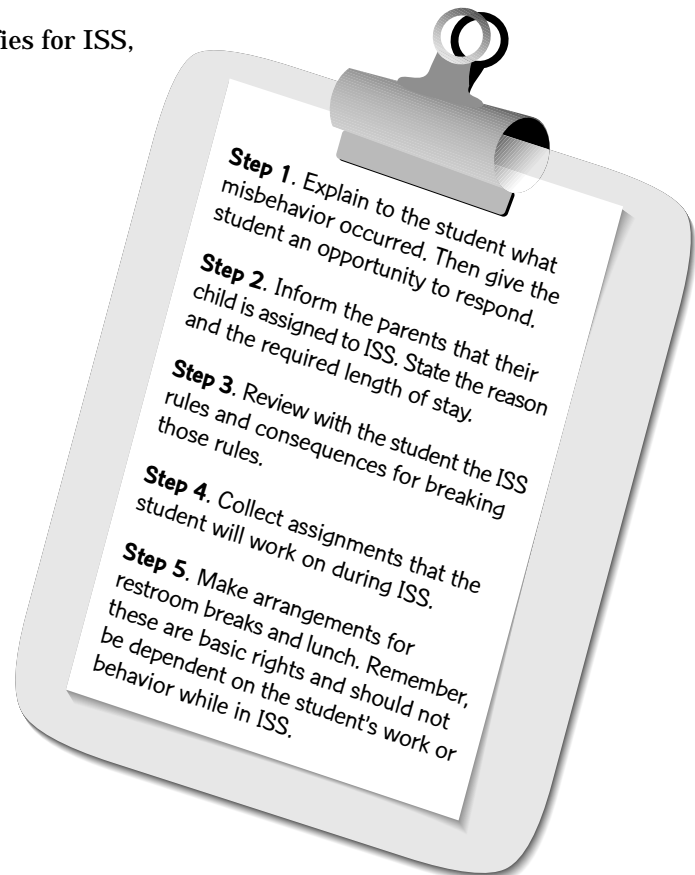 fies for ISS,
Step 1. Explain to the student what
misbehavior occurred. Then give the
student an opportunity to respond.
Step 2. Inform the parents that their
child is assigned to ISS. State the reason
and the required length of stay.
Step 3. Review with the student the ISS
rules and consequences for breaking
those rules.
Step 4. Collect assignments that the
student will work on during ISS.
Step 5. Make arrangements for
restroom breaks and lunch. Remember,
these are basic rights and should not
be dependent on the student's work or
behavior while in ISS.